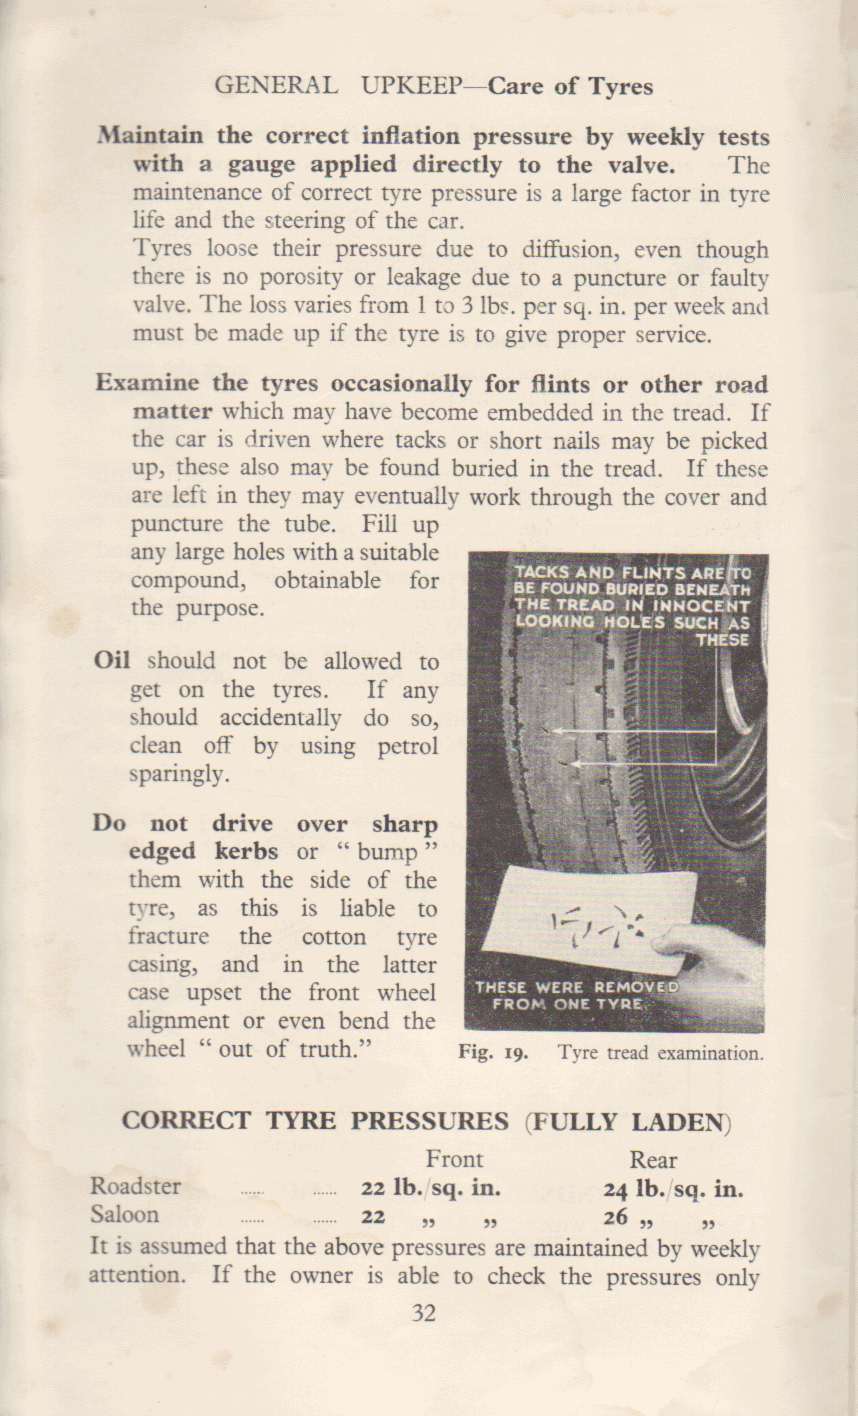 GENERAL UPKEEP—Care of Tyres
Maintain the correct inflation pressure by weekly tests
with a gauge applied directly to the valve. The
maintenance of correct tyre pressure is a large factor in tyre
life and the steering of the car.
Tyres loose their pressure due to diffusion, even though
there is no porosity or leakage due to a puncture or faulty
valve. The loss varies from 1 to 3 lbs. per sq. in. per week and
must be made up if the tyre is to give proper service.
Examine the tyres occasionally for flints or other road
matter which may have become embedded in the tread. If
the car is driven where tacks or short nails may be picked
up, these also may be found buried in the tread. If these
are left in they may eventually work through the cover and
puncture the tube. Fill up
any large holes with a suitable
compound, obtainable for
the purpose.
Oil should not be allowed to
get on the tyres. If any
should accidentally do so,
clean off by using petrol
sparingly.
Do not drive over sharp
edged kerbs or “ bump ”
them with the side of the
tyre, as this is liable to
fracture the cotton tyre
casing, and in the latter
case upset the front wheel
alignment or even bend the
wheel “ out of truth.”
TACKS AND FLINTS ARE TO
BE FOUND BURIED BENEATH
THE TREAD IN INNOCENT
LOOKING HOLES SUCH AS
THESE
THESE WERE REMOVED
FROM ONE TYRE.
Fig. 19. Tyre tread examination.
CORRECT TYRE PRESSURES (FULLY LADEN)
Front Rear
Roadster ...... ...... 22 lb./sq. in. 24 lb./sq. in.
Saloon ...... ...... 22 ,, ,, 26 ,, ,,
It is assumed that the above pressures are maintained by weekly
attention. If the owner is able to check the pressures only
32